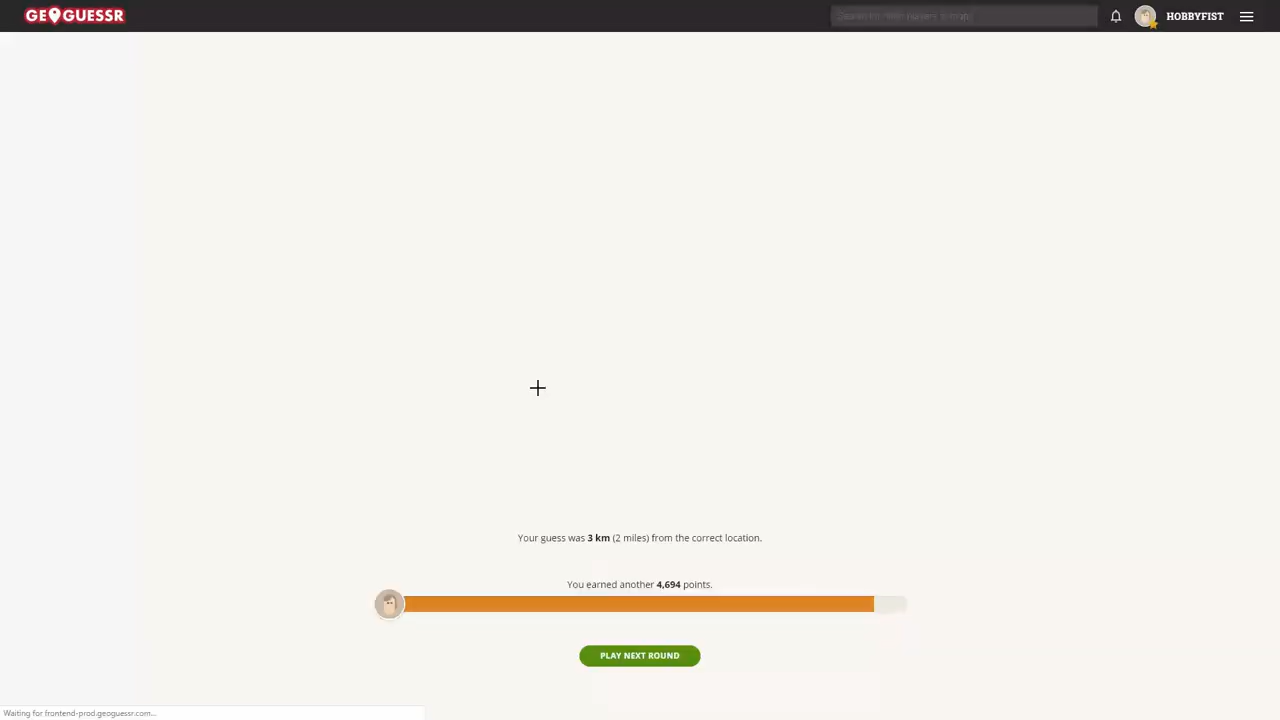 GEOGUESSR
HOBBYFIST
Your guess was 3 km (2 miles) from the correct location.
You earned another 4,694 points.
PLAY NEXT ROUND
Waiting for frontend-prod.geoguessr.com...